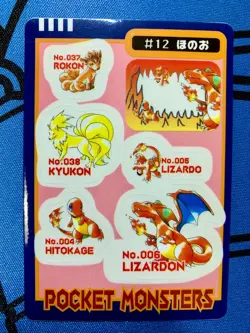 #12 ほのお
No.037
ROKON
No.038
KYUKON
No.005
LIZARDO
No.004
HITOKAGE
No.006
LIZARDON
POCKET MONSTERS